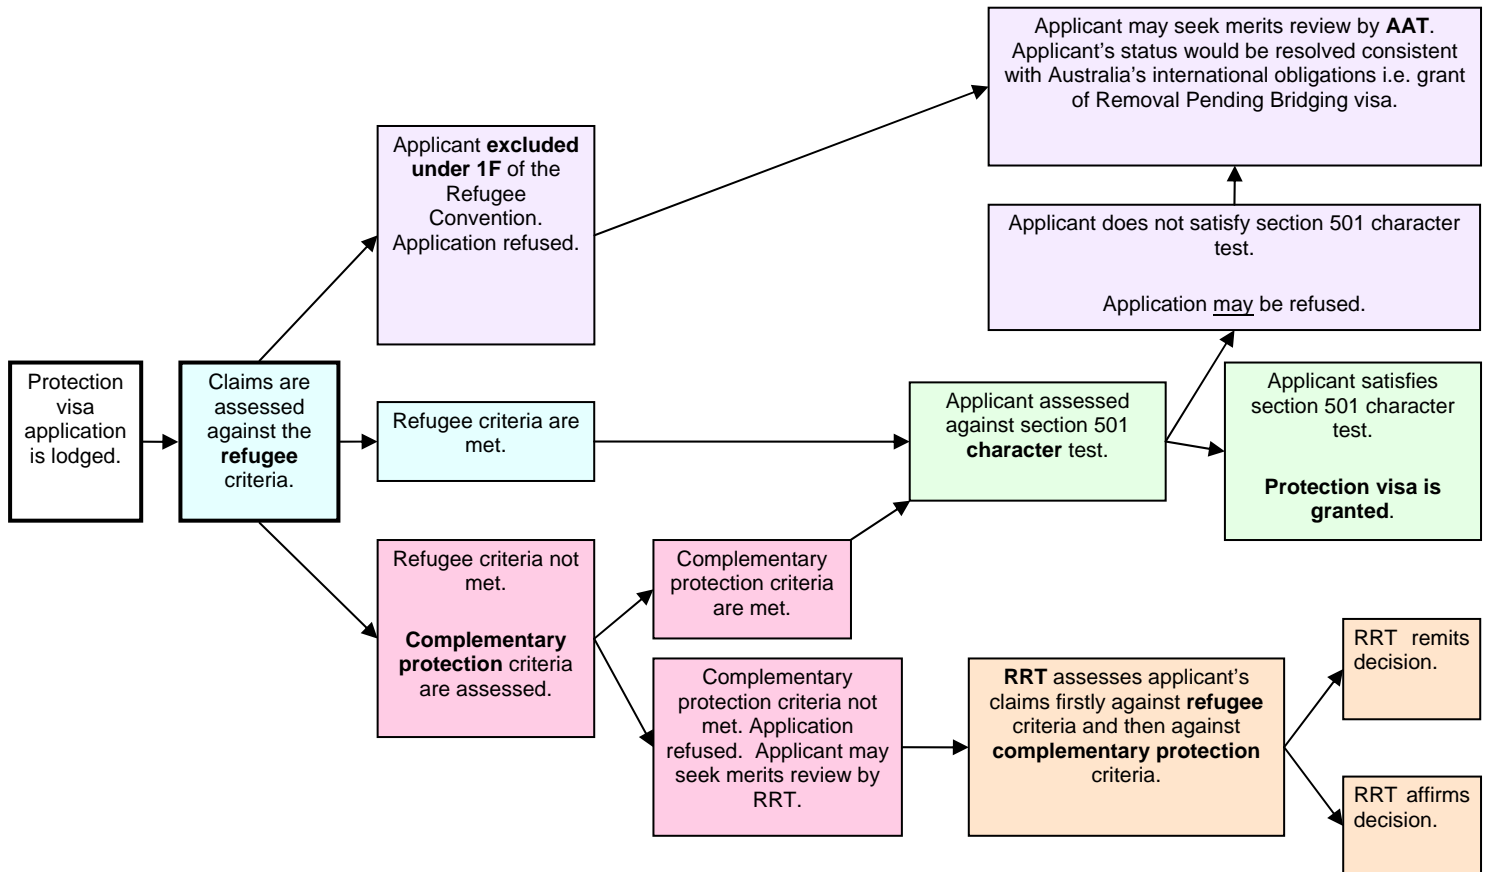 Protection
visa
application
is lodged.
Claims are
assessed
against the
refugee
criteria.
Applicant excluded
under 1F of the
Refugee
Convention.
Application refused.
Refugee criteria are
met.
Refugee criteria not
met.
Complementary
protection criteria
are assessed.
Complementary
protection criteria
are met.
Complementary
protection criteria not
met. Application
refused.  Applicant may
seek merits review by
RRT.
Applicant may seek merits review by AAT.
Applicant’s status would be resolved consistent
with Australia’s international obligations i.e. grant
of Removal Pending Bridging visa.
Applicant does not satisfy section 501 character
test.
Application may be refused.
Applicant assessed
against section 501
character test.
Applicant satisfies
section 501 character
test.
Protection visa is
granted.
RRT assesses applicant’s
claims firstly against refugee
criteria and then against
complementary protection
criteria.
RRT remits
decision.
RRT affirms
decision.